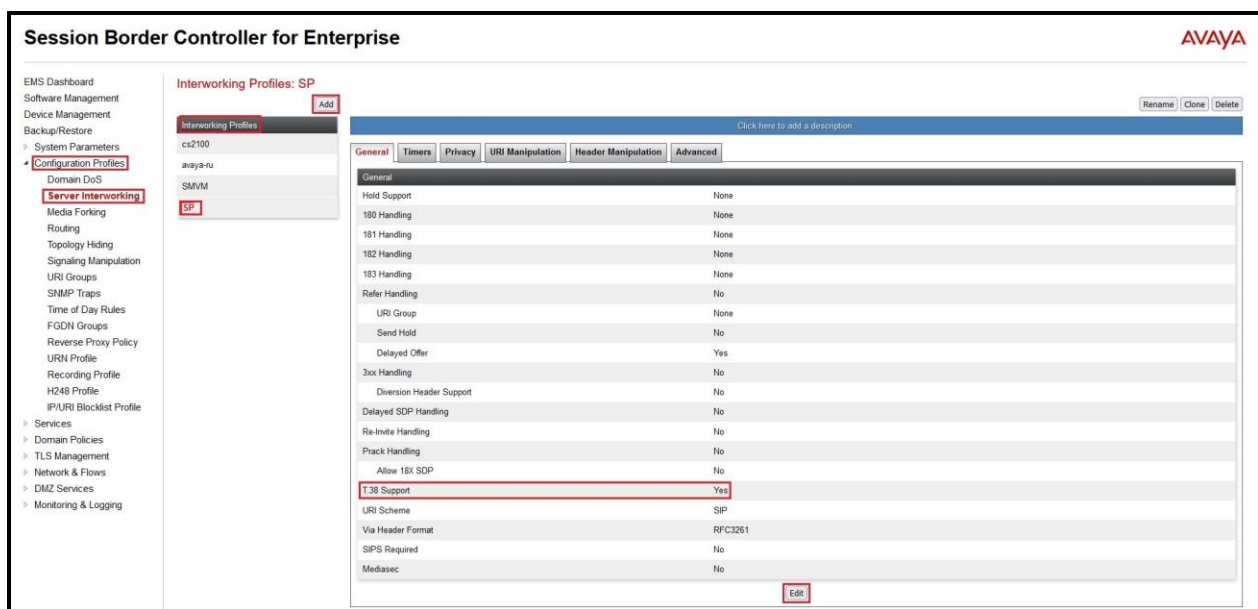 Session Border Controller for Enterprise
AVAYA
EMS Dashboard
Software Management
Device Management
Backup/Restore
System Parameters
Configuration Profiles
Domain DoS
Server Interworking
Media Forking
Routing
Topology Hiding
Signaling Manipulation
URI Groups
SNMP Traps
Time of Day Rules
FGDN Groups
Reverse Proxy Policy
URN Profile
Recording Profile
H248 Profile
IP/URI Blocklist Profile
Services
Domain Policies
TLS Management
Network & Flows
DMZ Services
Monitoring & Logging
Interworking Profiles: SP
Add
Rename Clone Delete
Interworking Profiles
cs2100
avaya-ru
SMVM
SP
Click here to add a description
General Timers Privacy URI Manipulation Header Manipulation Advanced
General
Hold Support None
180 Handling None
181 Handling None
182 Handling None
183 Handling None
Refer Handling No
URI Group None
Send Hold No
Delayed Offer Yes
3xx Handling No
Diversion Header Support No
Delayed SDP Handling No
Re-Invite Handling No
Prack Handling No
Allow 18X SDP No
T.38 Support Yes
URI Scheme SIP
Via Header Format RFC3261
SIPS Required No
Mediasec No
Edit